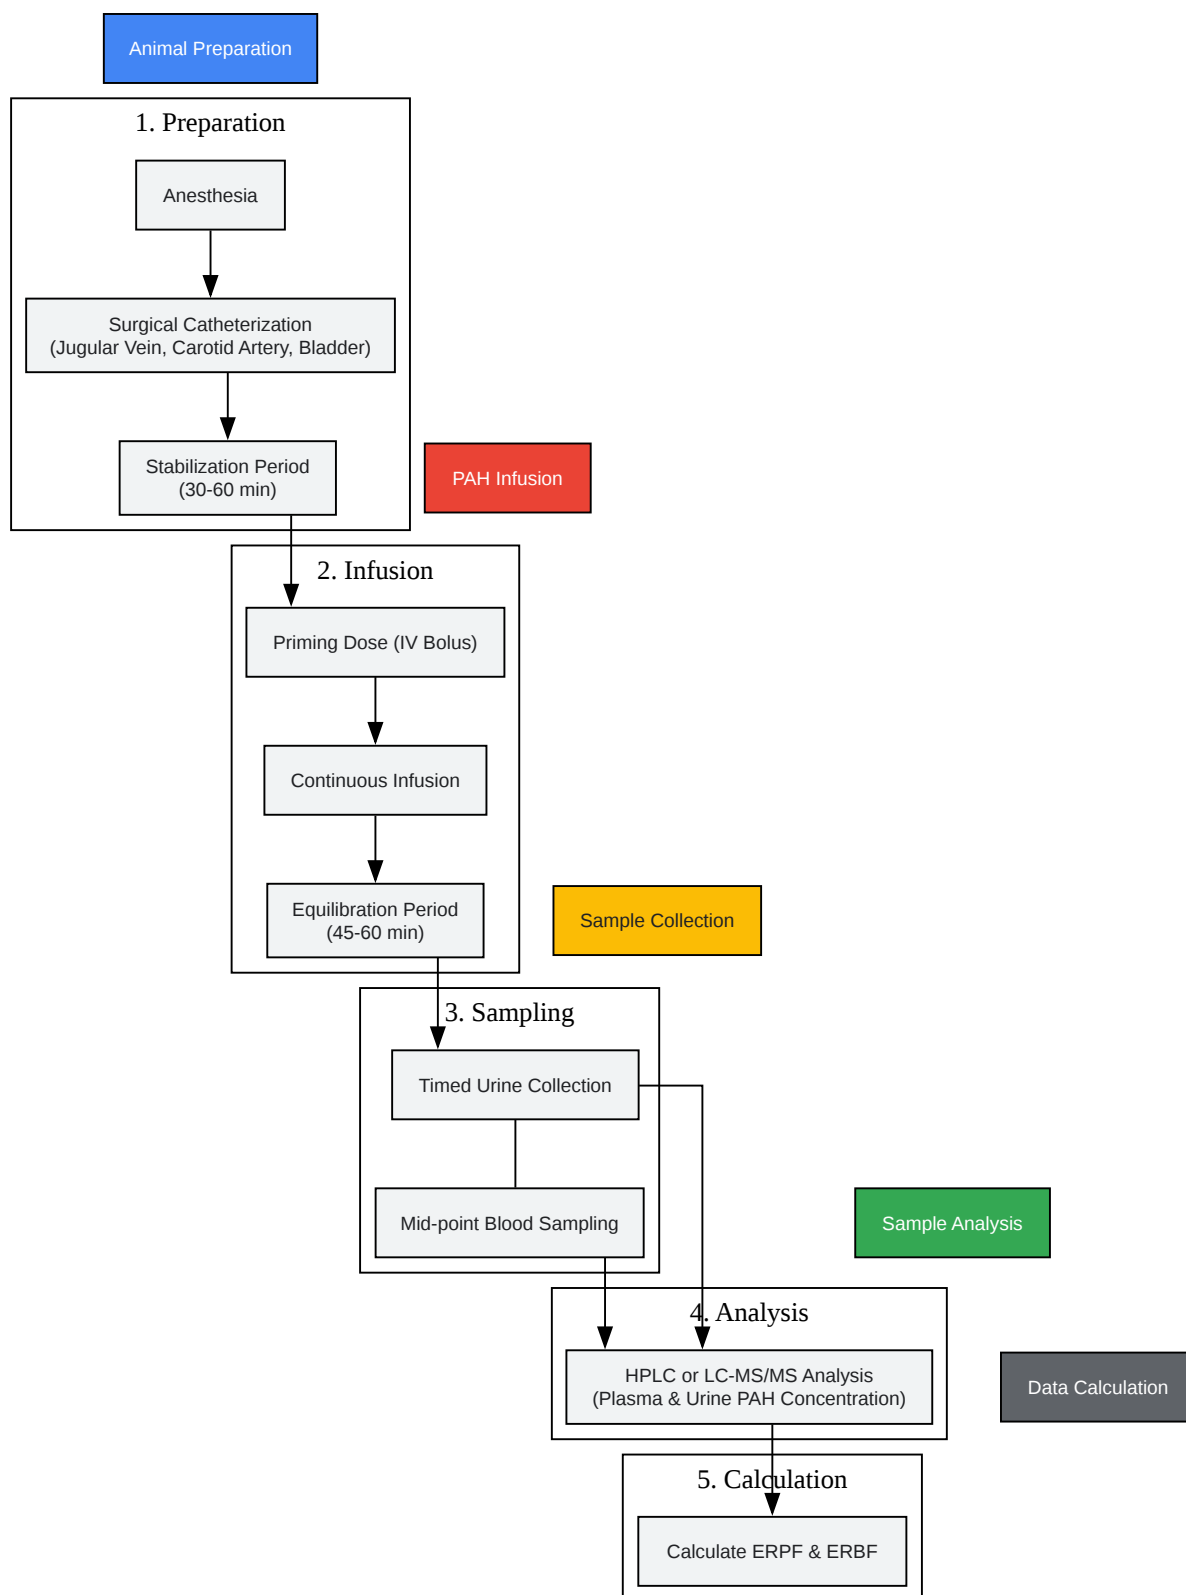 Animal Preparation
1. Preparation
Anesthesia
Surgical Catheterization
(Jugular Vein, Carotid Artery, Bladder)
Stabilization Period
(30-60 min)
PAH Infusion
2. Infusion
Priming Dose (IV Bolus)
Continuous Infusion
Equilibration Period
(45-60 min)
Sample Collection
3. Sampling
Timed Urine Collection
Mid-point Blood Sampling
Sample Analysis
4. Analysis
HPLC or LC-MS/MS Analysis
(Plasma & Urine PAH Concentration)
Data Calculation
5. Calculation
Calculate ERPF & ERBF